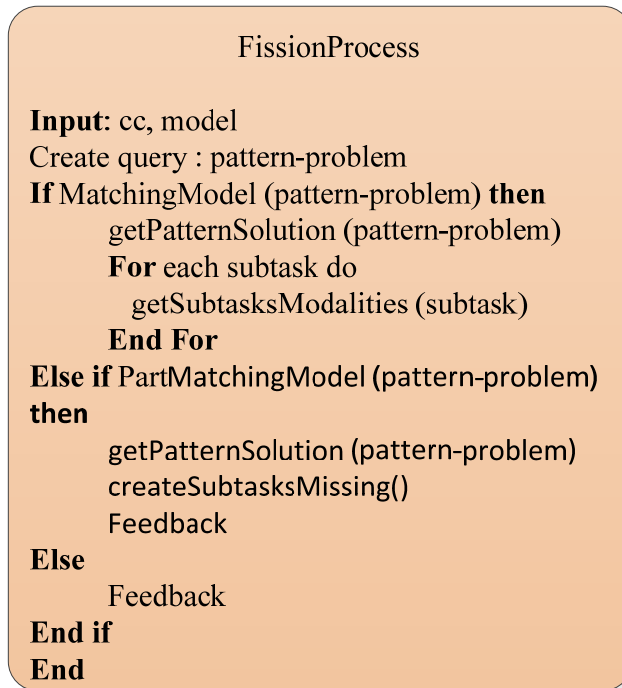 FissionProcess
Input: cc, model
Create query : pattern-problem
If MatchingModel (pattern-problem) then
getPatternSolution (pattern-problem)
For each subtask do
getSubtasksModalities (subtask)
End For
Else if PartMatchingModel (pattern-problem)
then
getPatternSolution (pattern-problem)
createSubtasksMissing()
Feedback
Else
Feedback
End if
End